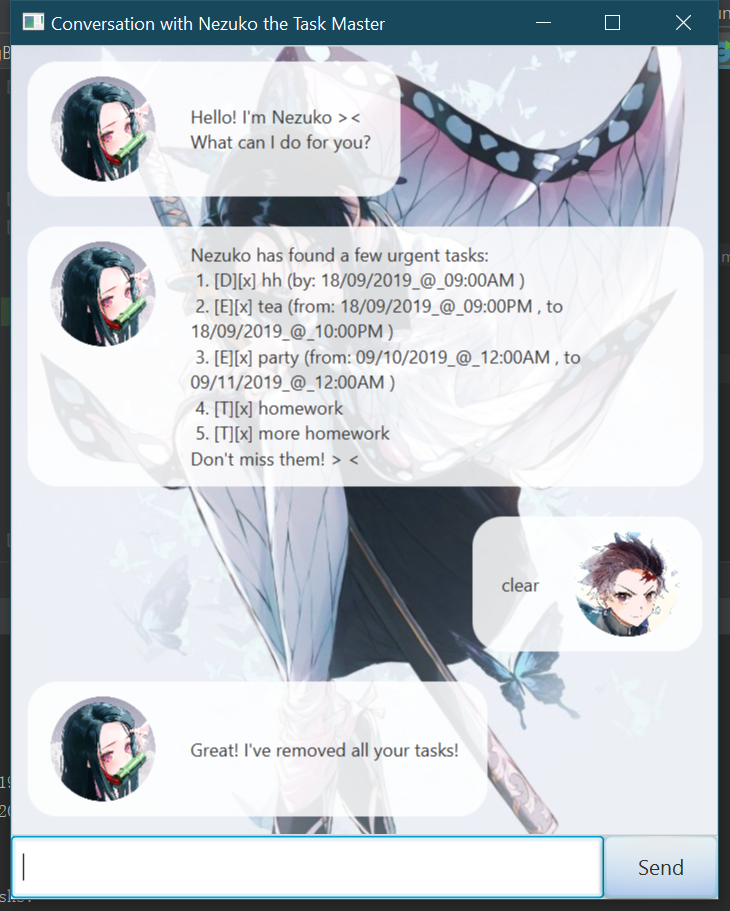 Conversation with Nezuko the Task Master
Hello! I'm Nezuko ><
What can I do for you?
Nezuko has found a few urgent tasks:
1. [D][x] hh (by: 18/09/2019_@_09:00AM )
2. [E][x] tea (from: 18/09/2019_@_09:00PM , to
18/09/2019_@_10:00PM )
3. [E][x] party (from: 09/10/2019_@_12:00AM , to
09/11/2019_@_12:00AM )
4. [T][x] homework
5. [T][x] more homework
Don't miss them! > <
clear
Great! I've removed all your tasks!
Send